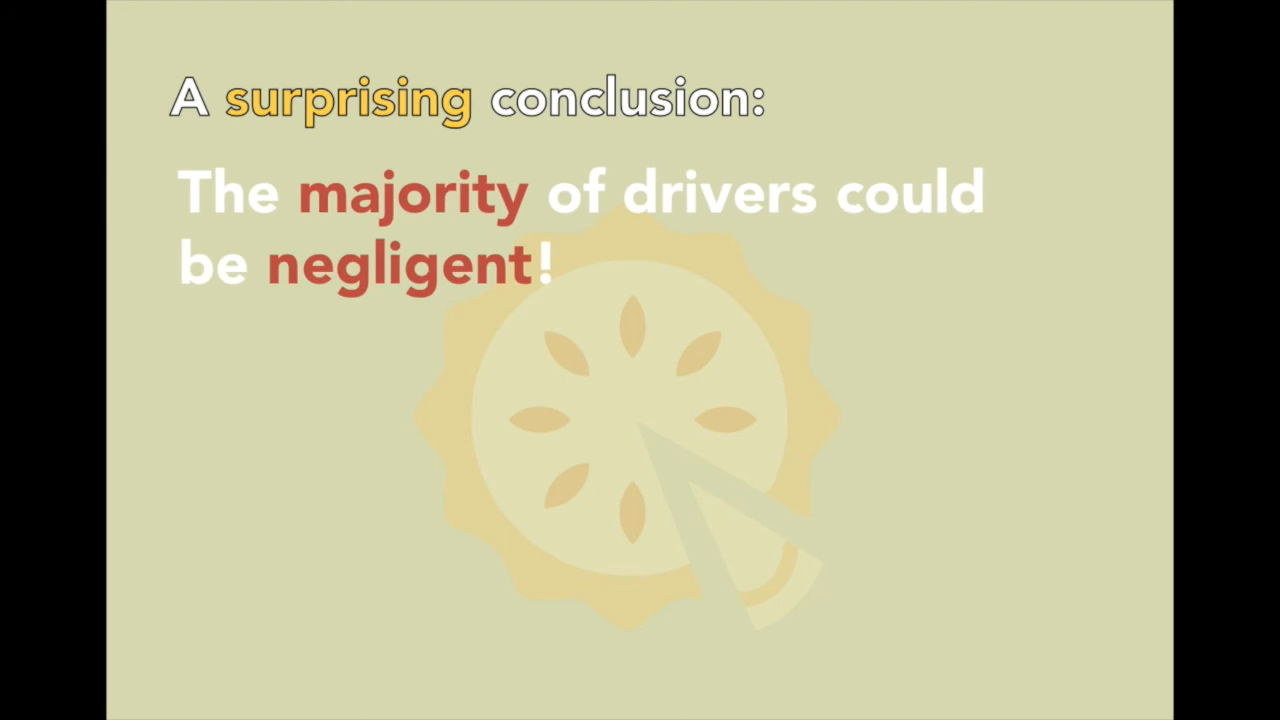 A surprising conclusion:
The majority of drivers could
be negligent!